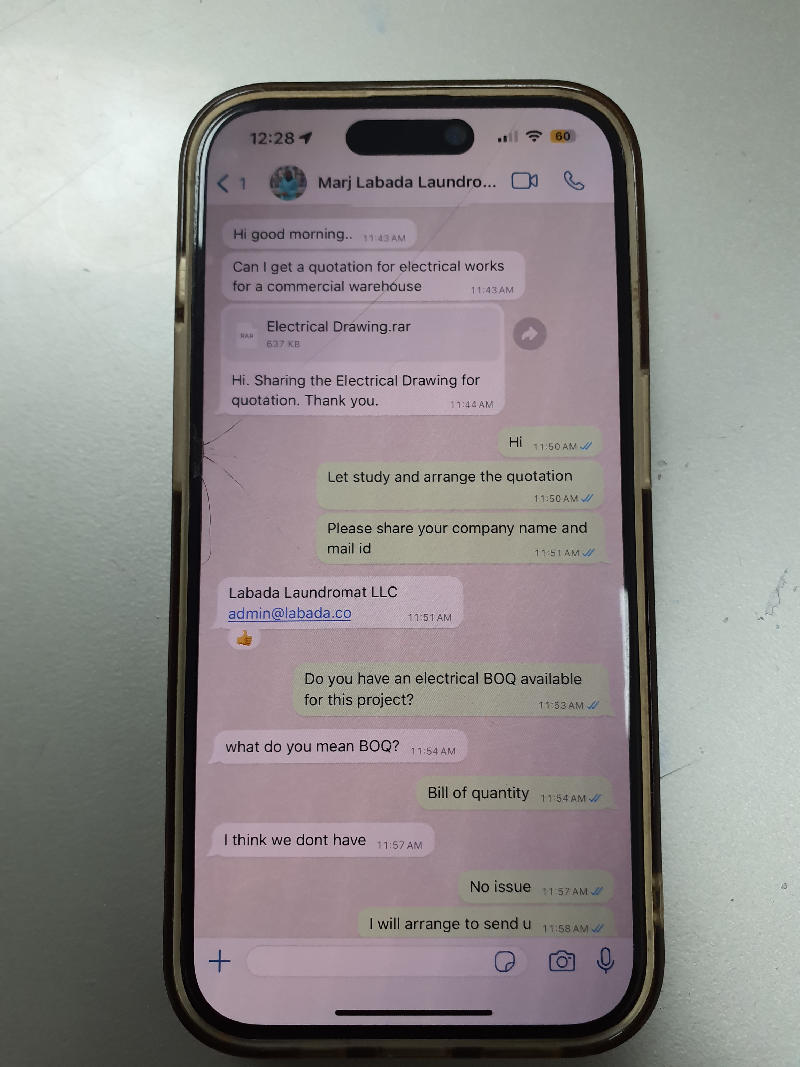 12:28
60
1
Marj Labada Laundro...
Hi good morning.. 11:43 AM
Can I get a quotation for electrical works
for a commercial warehouse 11:43 AM
RAR
Electrical Drawing.rar
637 KB
Hi. Sharing the Electrical Drawing for
quotation. Thank you. 11:44 AM
Hi 11:50 AM
Let study and arrange the quotation
11:50 AM
Please share your company name and
mail id 11:51 AM
Labada Laundromat LLC
admin@labada.co 11:51 AM
Do you have an electrical BOQ available
for this project? 11:53 AM
what do you mean BOQ? 11:54 AM
Bill of quantity 11:54 AM
I think we dont have 11:57 AM
No issue 11:57 AM
I will arrange to send u 11:58 AM